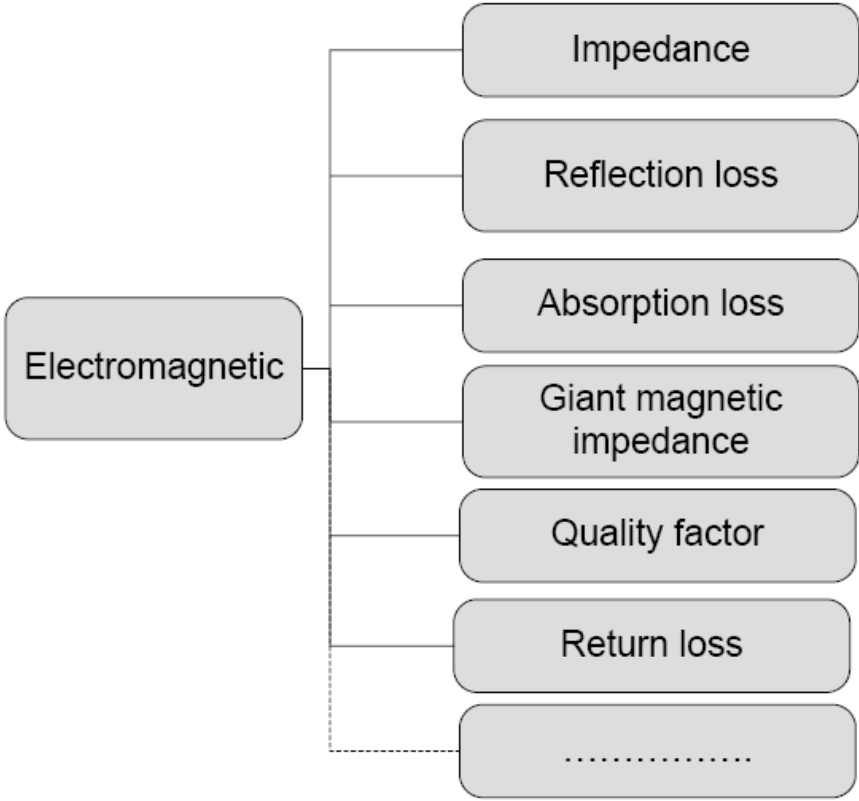 Impedance
Reflection loss
Absorption loss
Electromagnetic
Giant magnetic
impedance
Quality factor
Return loss
................